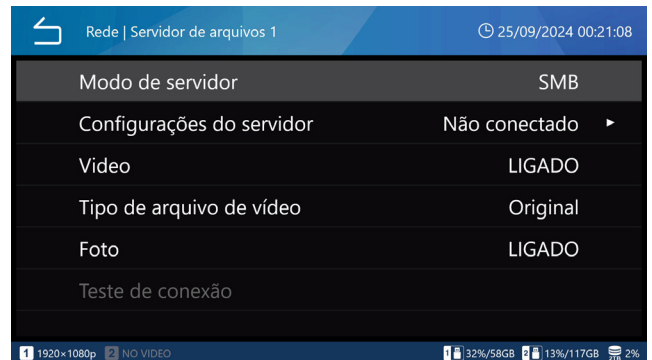 Rede | Servidor de arquivos 1 25/09/2024 00:21:08
Modo de servidor SMB
Configurações do servidor Não conectado ►
Video LIGADO
Tipo de arquivo de vídeo Original
Foto LIGADO
Teste de conexão
1 1920×1080p 2 NO VIDEO 1 32%/58GB 2 13%/117GB 2TB 2%